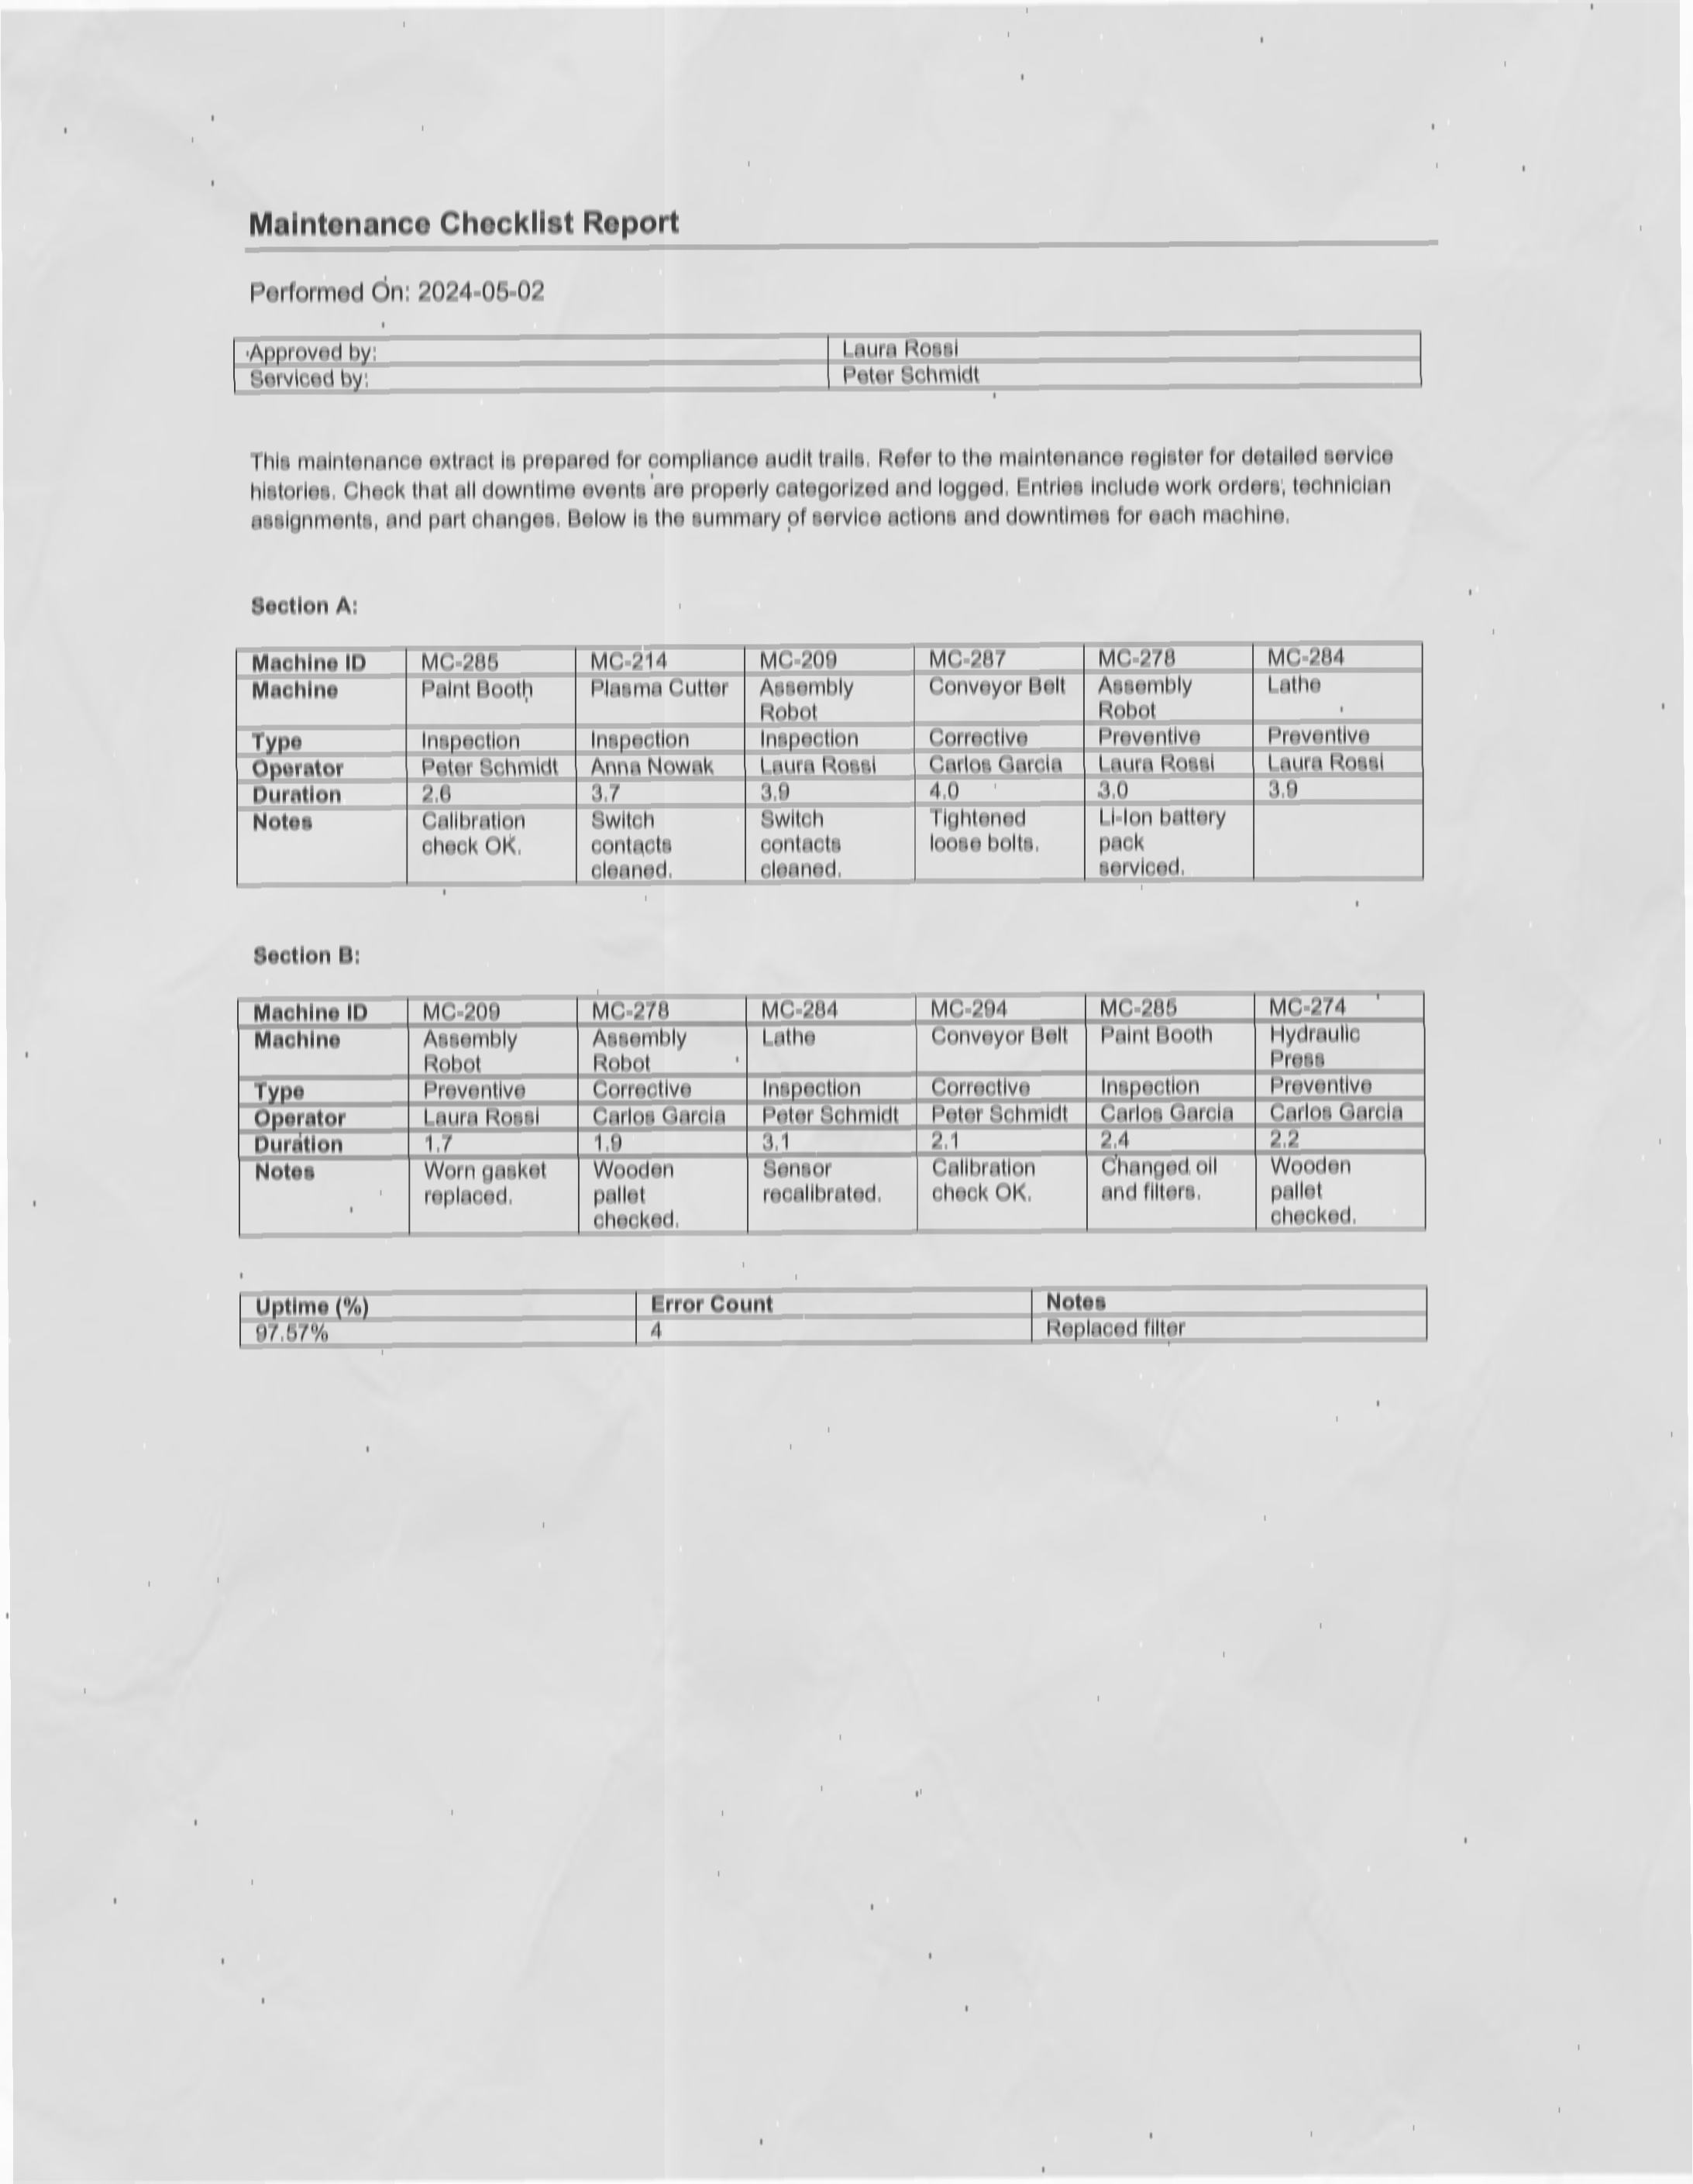 Maintenance Checklist Report
Performed On: 2024-05-02
Approved by: Laura Rossi
Serviced by: Peter Schmidt
This maintenance extract is prepared for compliance audit trails. Refer to the maintenance register for detailed service
histories. Check that all downtime events are properly categorized and logged. Entries include work orders, technician
assignments, and part changes. Below is the summary of service actions and downtimes for each machine.
Section A:
Machine ID MC-285 MC-214 MC-209 MC-287 MC-278 MC-284
Machine Paint Booth Plasma Cutter Assembly Conveyor Belt Assembly Lathe
Robot Robot
Type Inspection Inspection Inspection Corrective Preventive Preventive
Operator Peter Schmidt Anna Nowak Laura Rossi Carlos Garcia Laura Rossi Laura Rossi
Duration 2.6 3.7 3.9 4.0 3.0 3.9
Notes Calibration Switch Switch Tightened Li-Ion battery
check OK. contacts contacts loose bolts. pack
cleaned. cleaned. serviced.
Section B:
Machine ID MC-209 MC-278 MC-284 MC-294 MC-285 MC-274
Machine Assembly Assembly Lathe Conveyor Belt Paint Booth Hydraulic
Robot Robot Press
Type Preventive Corrective Inspection Corrective Inspection Preventive
Operator Laura Rossi Carlos Garcia Peter Schmidt Peter Schmidt Carlos Garcia Carlos Garcia
Duration 1.7 1.9 3.1 2.1 2.4 2.2
Notes Worn gasket Wooden Sensor Calibration Changed oil Wooden
replaced. pallet recalibrated. check OK. and filters. pallet
checked. checked.
Uptime (%) Error Count Notes
97.57% 4 Replaced filter